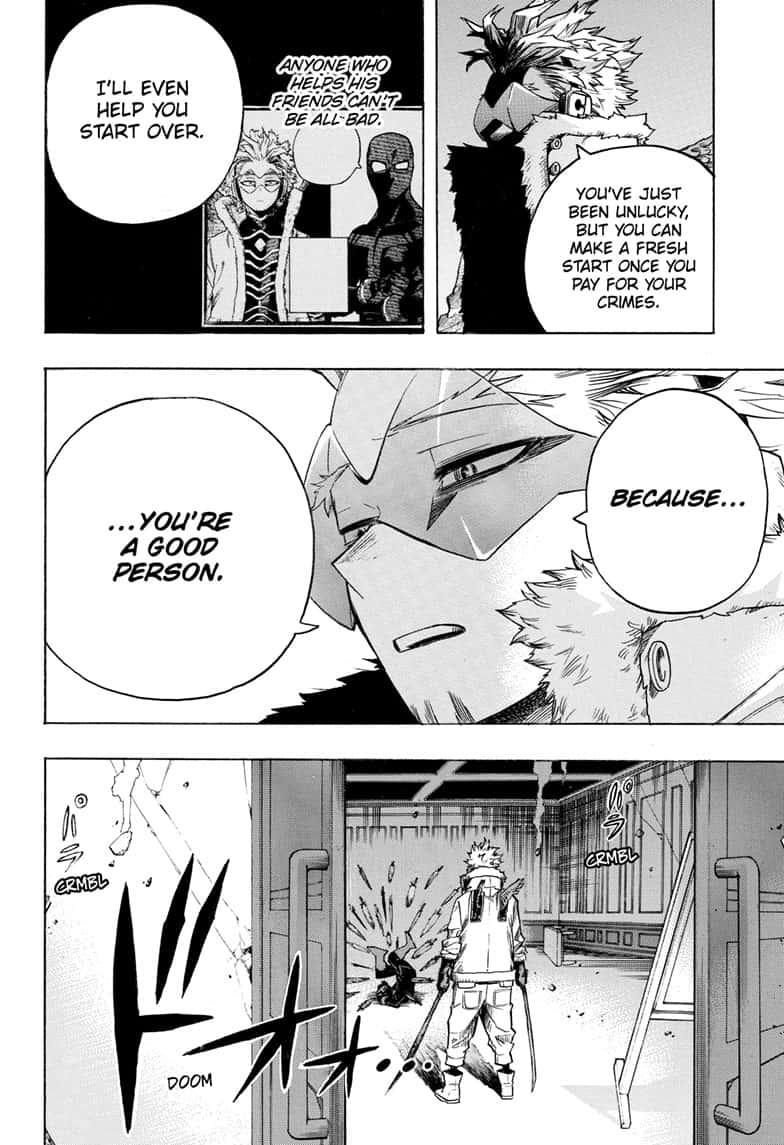 YOU'VE JUST
BEEN UNLUCKY,
BUT YOU CAN
MAKE A FRESH
START ONCE YOU
PAY FOR YOUR
CRIMES.
ANYONE WHO
HELPS HIS
FRIENDS CAN'T
BE ALL BAD.
I'LL EVEN
HELP YOU
START OVER.
BECAUSE...
...YOU'RE
A GOOD
PERSON.
パラ
CRMBL
パラ
CRMBL
ドオオ...
DOOM